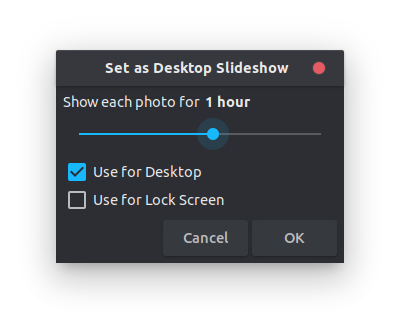 Set as Desktop Slideshow
Show each photo for 1 hour
Use for Desktop
Use for Lock Screen
Cancel
OK